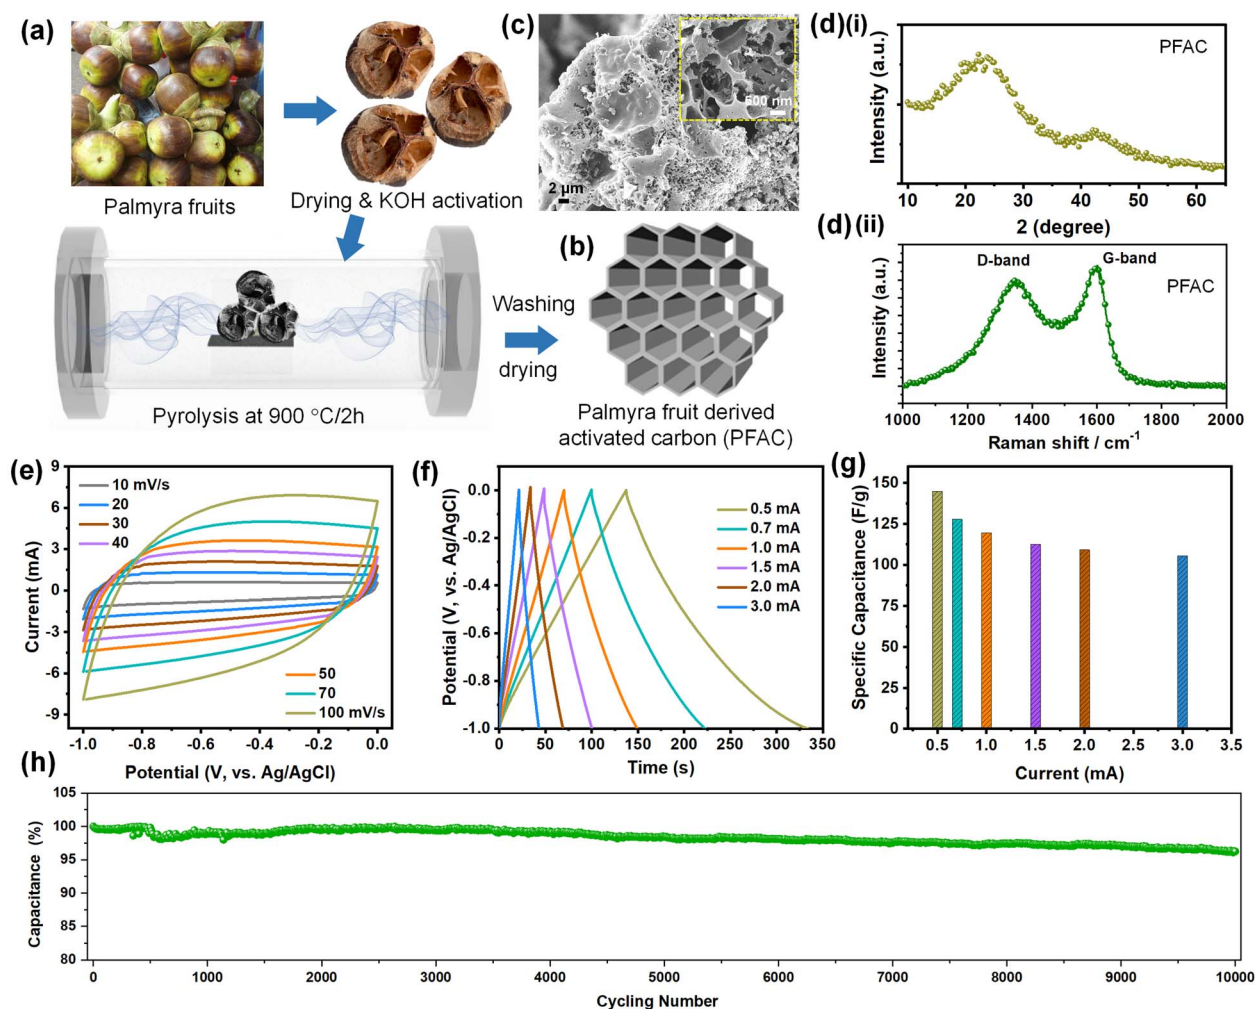 (a)
Palmyra fruits
Drying & KOH activation
Pyrolysis at 900 °C/2h
Washing
drying
(b)
Palmyra fruit derived
activated carbon (PFAC)
(c)
500 nm
2 µm
(d)(i)
PFAC
Intensity (a.u.)
10 20 30 40 50 60
2 (degree)
(d)(ii)
D-band
G-band
PFAC
Intensity (a.u.)
1000 1200 1400 1600 1800 2000
Raman shift / cm-1
(e)
9
6
3
0
-3
-6
-9
Current (mA)
10 mV/s
20
30
40
50
70
100 mV/s
-1.0 -0.8 -0.6 -0.4 -0.2 0.0
Potential (V, vs. Ag/AgCl)
(f)
0.0
-0.2
-0.4
-0.6
-0.8
-1.0
Potential (V, vs. Ag/AgCl)
0.5 mA
0.7 mA
1.0 mA
1.5 mA
2.0 mA
3.0 mA
0 50 100 150 200 250 300 350
Time (s)
(g)
150
125
100
75
50
25
0
Specific Capacitance (F/g)
0.5 1.0 1.5 2.0 2.5 3.0 3.5
Current (mA)
(h)
105
100
95
90
85
80
Capacitance (%)
0 1000 2000 3000 4000 5000 6000 7000 8000 9000 10000
Cycling Number